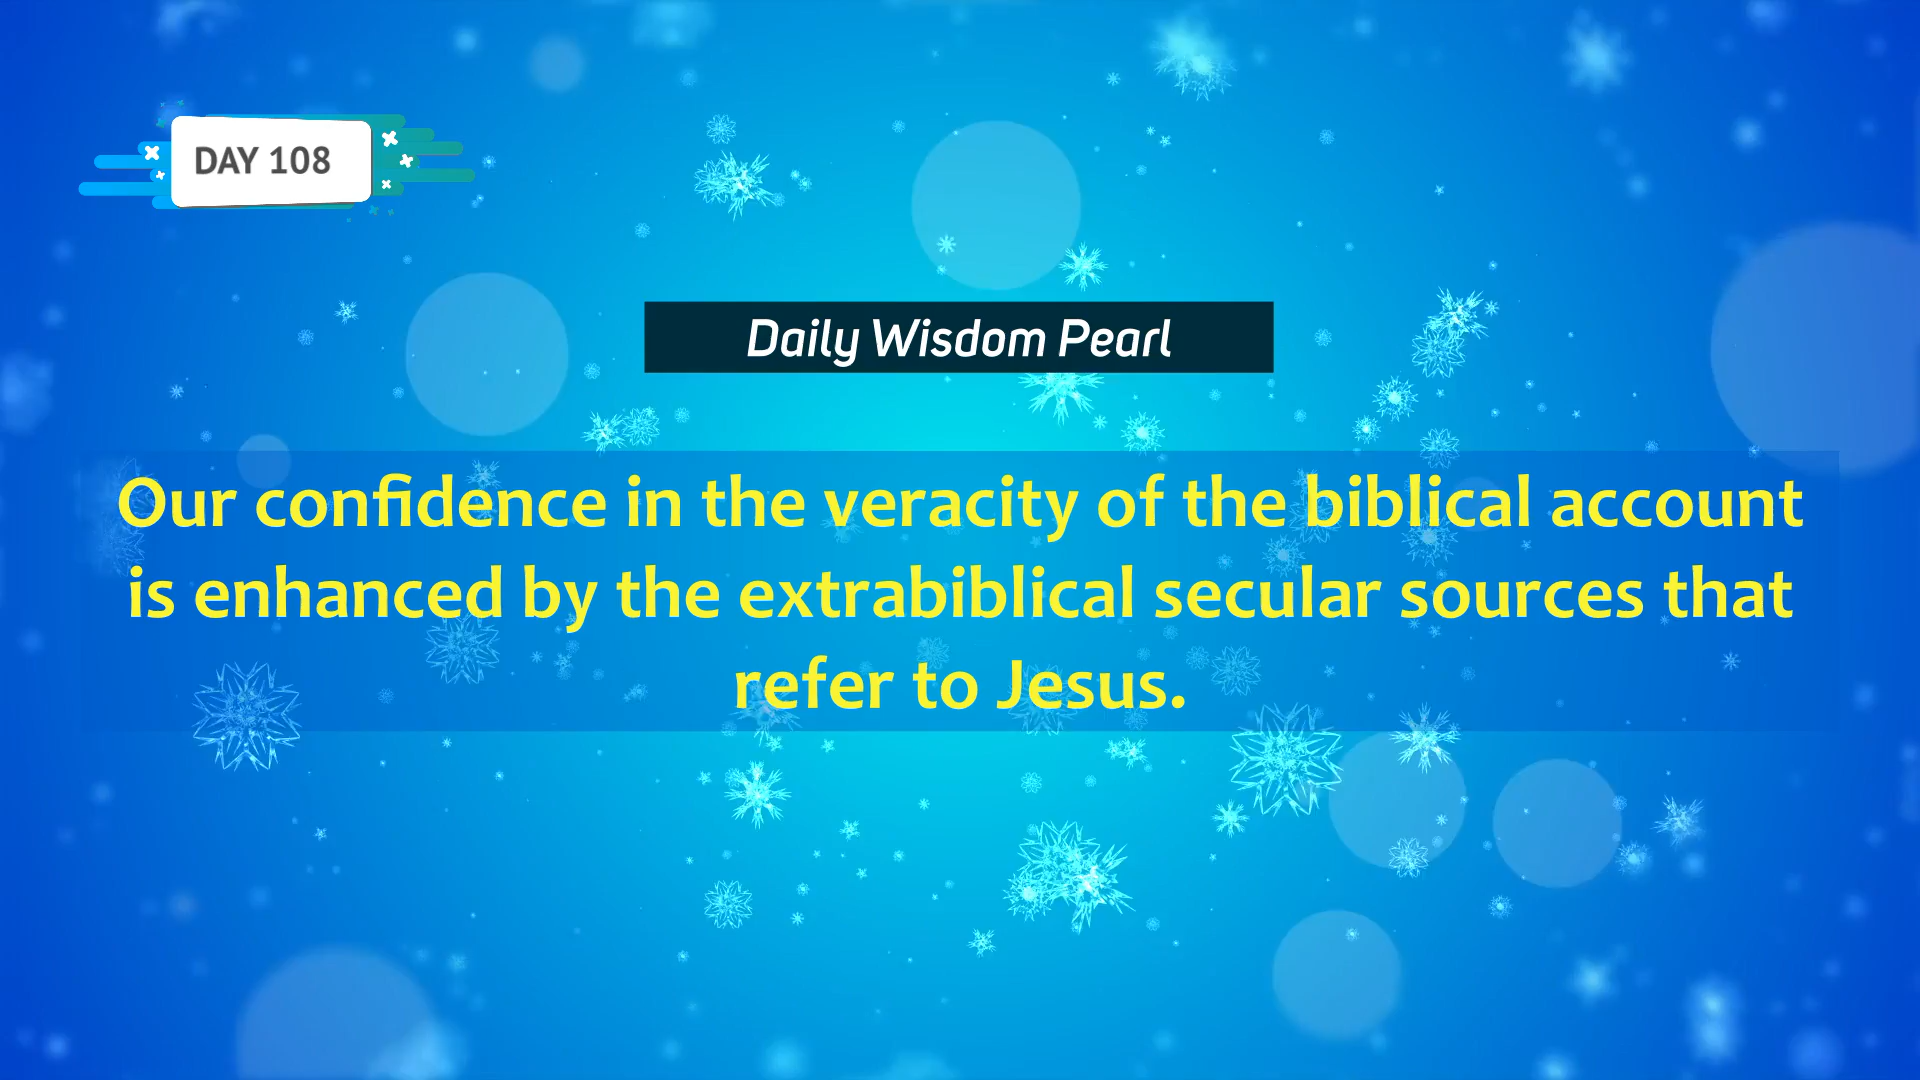 DAY 108
Daily Wisdom Pearl
Our confidence in the veracity of the biblical account
is enhanced by the extrabiblical secular sources that
refer to Jesus.